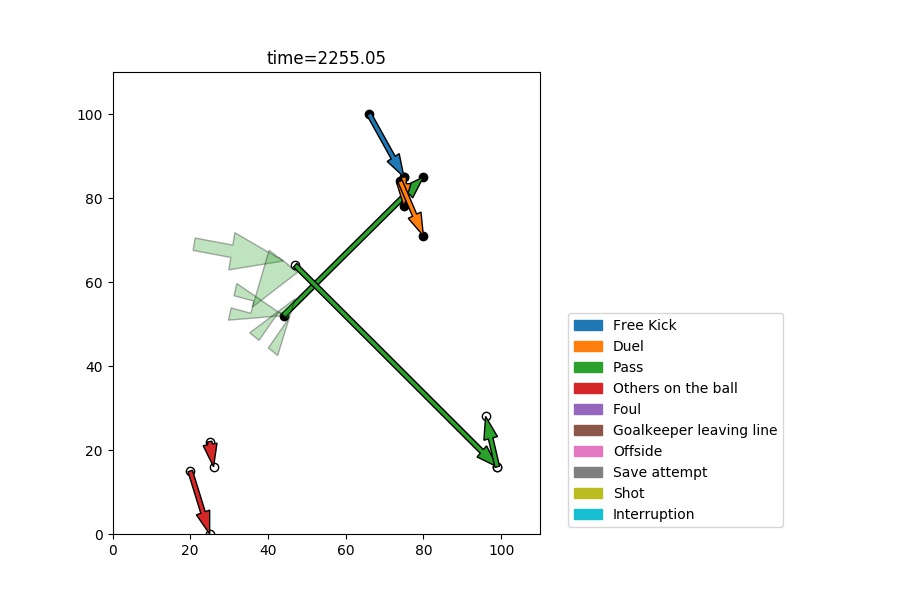 time=2255.05
100
80
60
40
20
0
0 20 40 60 80 100
Free Kick
Duel
Pass
Others on the ball
Foul
Goalkeeper leaving line
Offside
Save attempt
Shot
Interruption